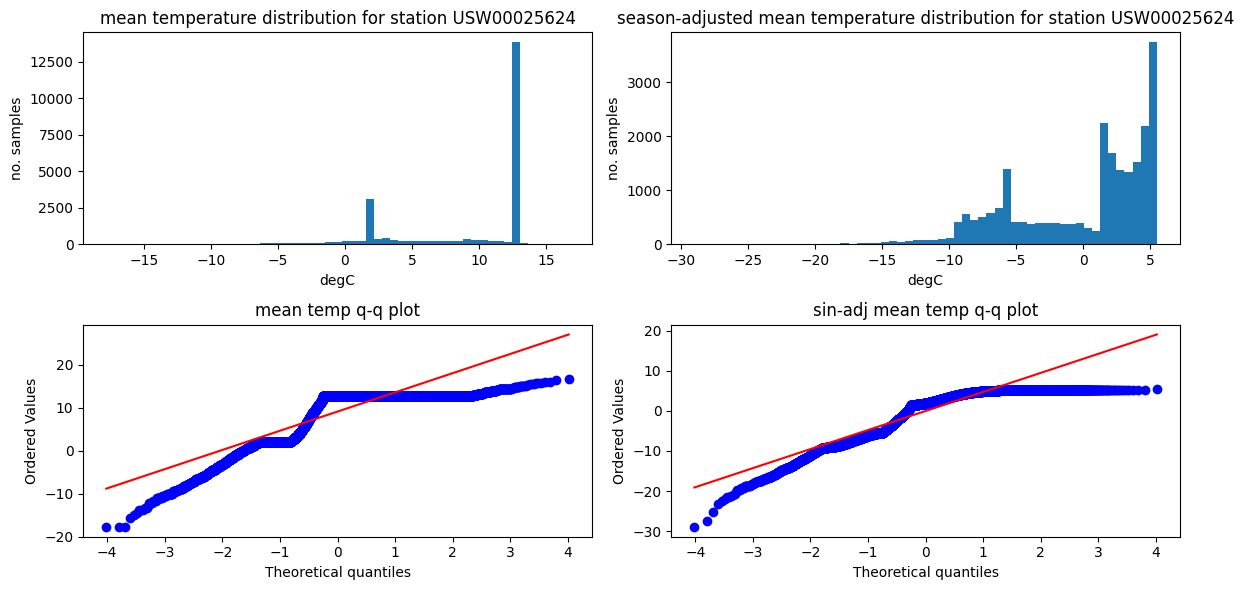 mean temperature distribution for station USW00025624
no. samples
12500
10000
7500
5000
2500
0
−15 −10 −5 0 5 10 15
degC
season-adjusted mean temperature distribution for station USW00025624
no. samples
3000
2000
1000
0
−30 −25 −20 −15 −10 −5 0 5
degC
mean temp q-q plot
Ordered Values
20
10
0
−10
−20
−4 −3 −2 −1 0 1 2 3 4
Theoretical quantiles
sin-adj mean temp q-q plot
Ordered Values
20
10
0
−10
−20
−30
−4 −3 −2 −1 0 1 2 3 4
Theoretical quantiles